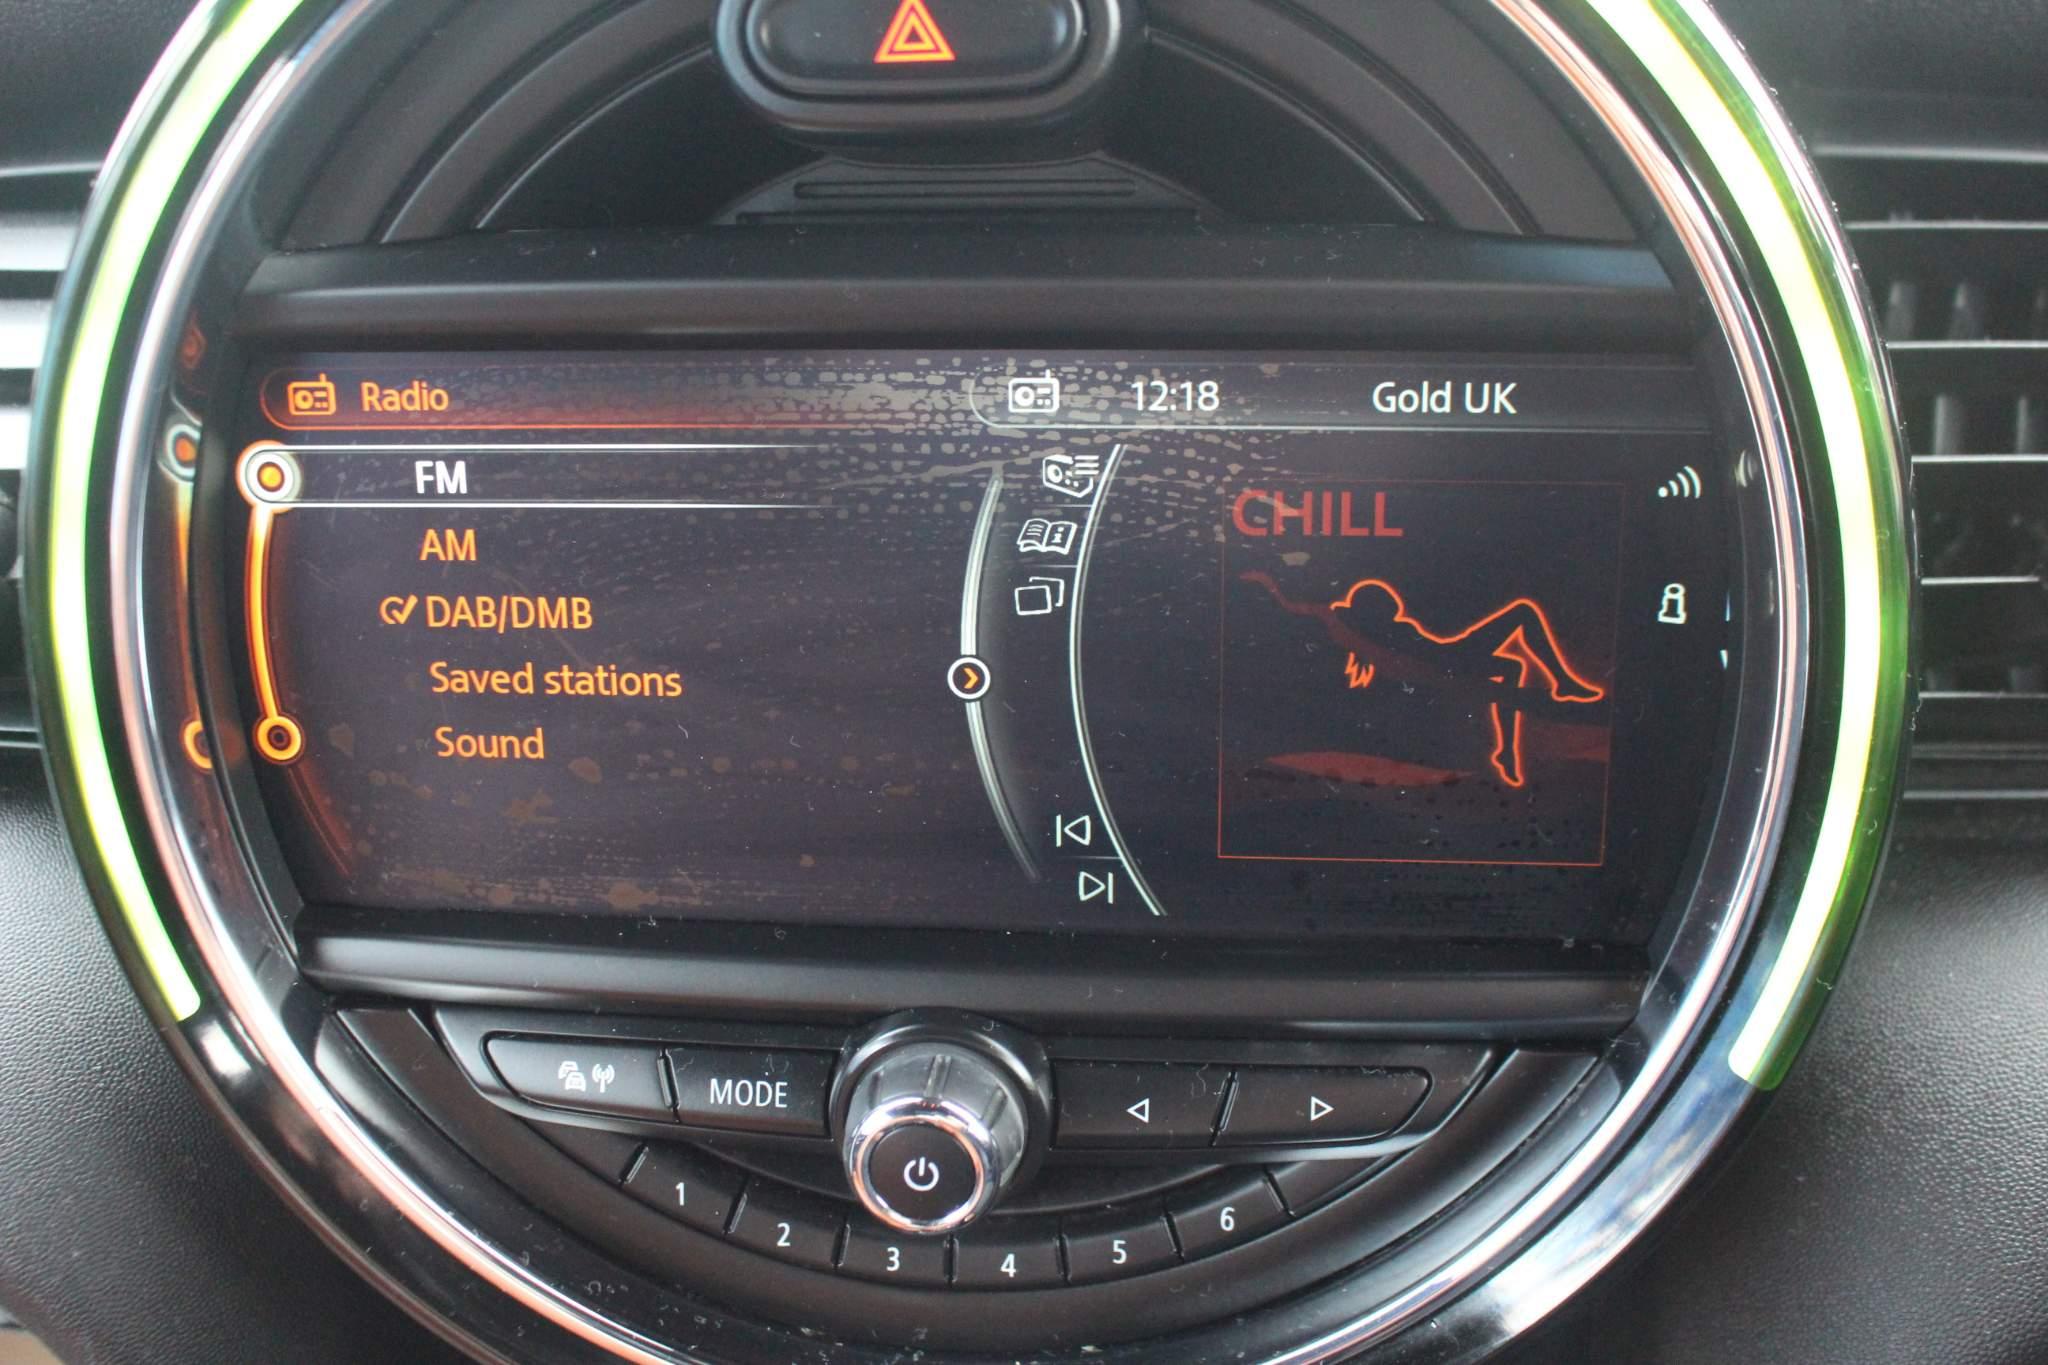 Radio
12:18 Gold UK
FM
AM
DAB/DMB
Saved stations
Sound
CHILL
MODE
1
2
3
4
5
6